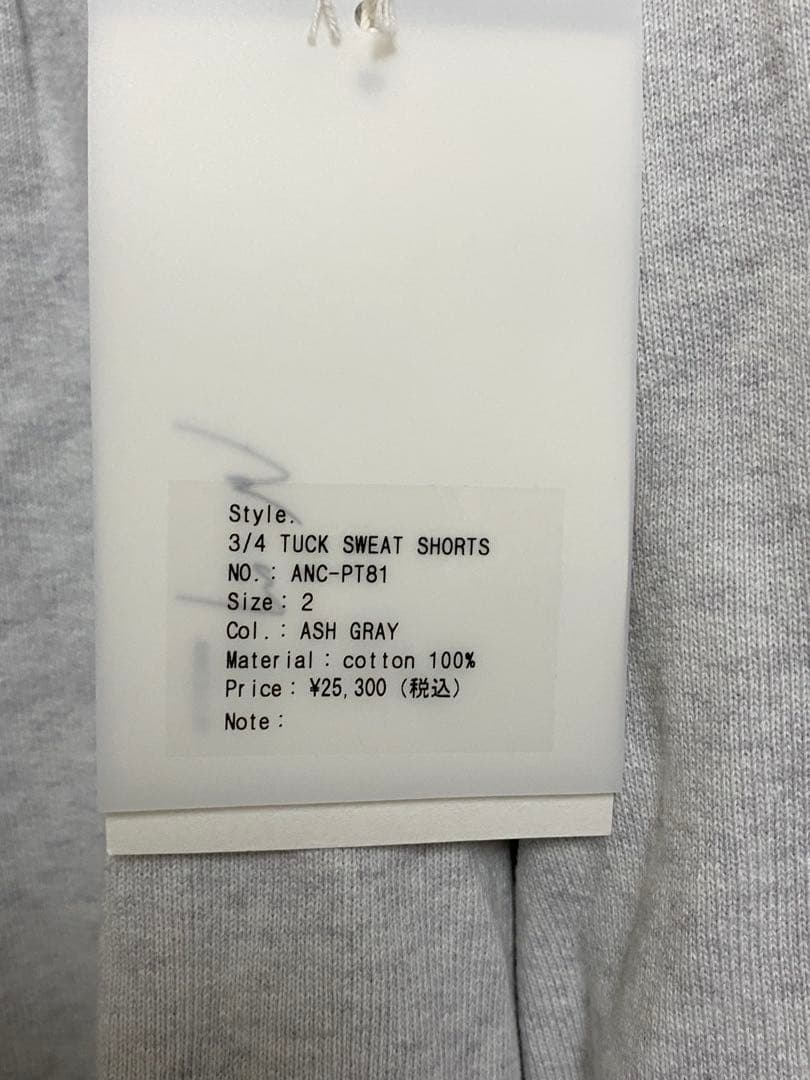 Style.
3/4 TUCK SWEAT SHORTS
NO.: ANC-PT81
Size: 2
Col.: ASH GRAY
Material: cotton 100%
Price: ¥25,300 (税込)
Note: